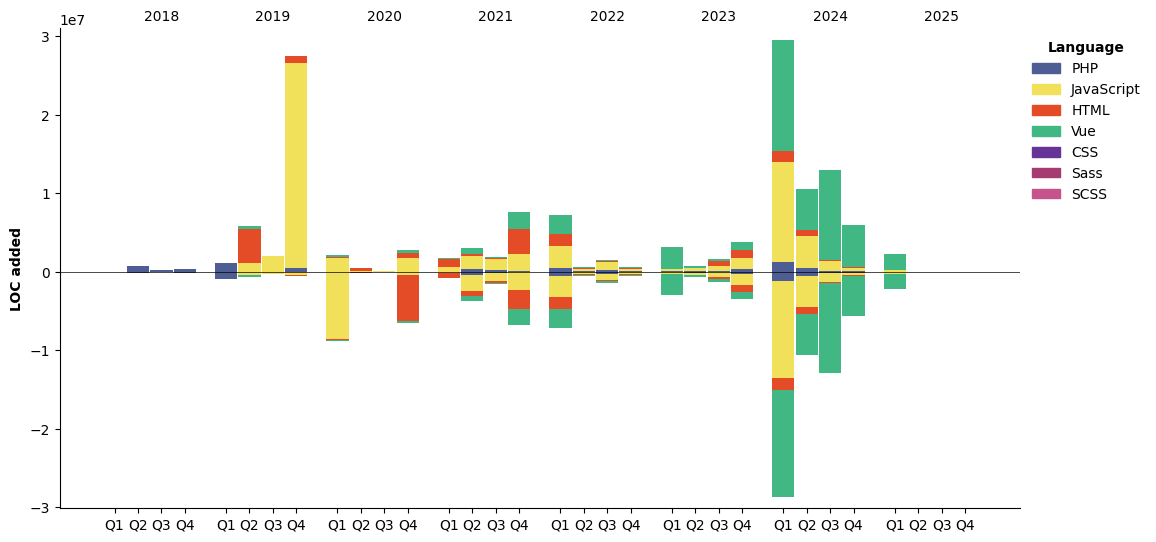 1e7
2018 2019 2020 2021 2022 2023 2024 2025
3
2
1
0
−1
−2
−3
LOC added
Q1 Q2 Q3 Q4 Q1 Q2 Q3 Q4 Q1 Q2 Q3 Q4 Q1 Q2 Q3 Q4 Q1 Q2 Q3 Q4 Q1 Q2 Q3 Q4 Q1 Q2 Q3 Q4 Q1 Q2 Q3 Q4
Language
PHP
JavaScript
HTML
Vue
CSS
Sass
SCSS